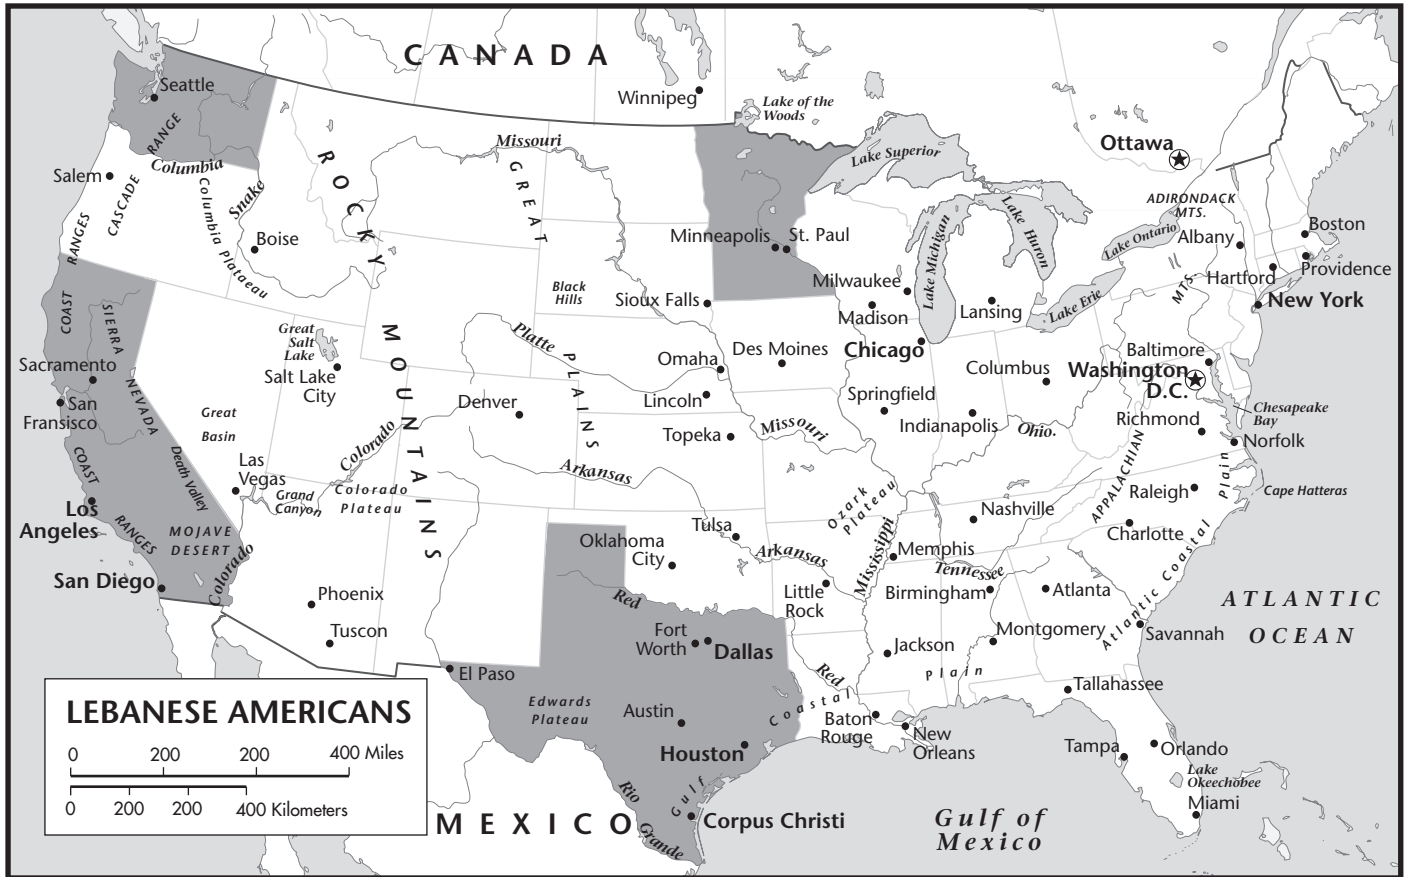 CANADA
Seattle
Winnipeg
Lake of the
Woods
Missouri
Ottawa
Lake Superior
RANGE
Columbia
Salem
CASCADE
RANGES
Columbia Plateau
Snake
ROCKY
GREAT
ADIRONDACK
MTS.
Lake Huron
Lake Michigan
Lake Ontario
Albany
Boston
Boise
Minneapolis
St. Paul
Hartford
Providence
Milwaukee
MTS.
New York
COAST
SIERRA
Black
Hills
Sioux Falls
Madison
Lansing
Lake Erie
Great
Salt
Lake
MOUNTAINS
Platte
PLAINS
Omaha
Des Moines
Chicago
Columbus
Baltimore
Washington
D.C.
Sacramento
Salt Lake
City
San
Fransisco
NEVADA
Great
Basin
Denver
Lincoln
Springfield
Indianapolis
Ohio.
Richmond
Chesapeake
Bay
Norfolk
Topeka
Missouri
Colorado
COAST
Death Valley
Las
Vegas
Grand
Canyon
Colorado
Plateau
Arkansas
Ozark
Plateau
APPALACHIAN
Plain
Raleigh
Cape Hatteras
Los
Angeles
RANGES
MOJAVE
DESERT
Tulsa
Nashville
Charlotte
Oklahoma
City
Arkansas
Mississippi
Memphis
Tennessee
Atlantic Coastal
San Diego
Colorado
Phoenix
Little
Rock
Birmingham
Atlanta
ATLANTIC
OCEAN
Red
Tuscon
Fort
Worth
Dallas
Jackson
Montgomery
Savannah
El Paso
Red
Plain
Edwards
Plateau
Coastal
Tallahassee
LEBANESE AMERICANS
0 200 200 400 Miles
0 200 200 400 Kilometers
Austin
Baton
Rouge
New
Orleans
Houston
Tampa
Orlando
Lake
Okeechobee
Miami
Rio
Grande
Gulf
MEXICO
Corpus Christi
Gulf of
Mexico